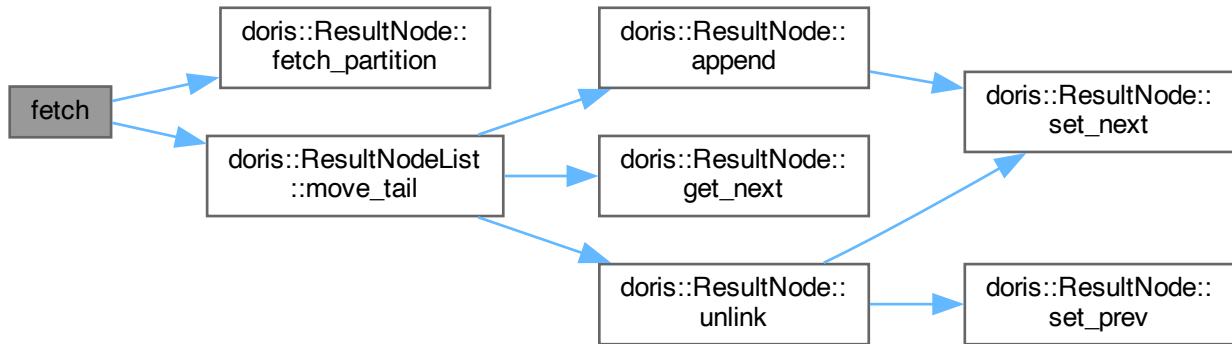 fetch
doris::ResultNode::
fetch_partition
doris::ResultNodeList
::move_tail
doris::ResultNode::
append
doris::ResultNode::
get_next
doris::ResultNode::
unlink
doris::ResultNode::
set_next
doris::ResultNode::
set_prev